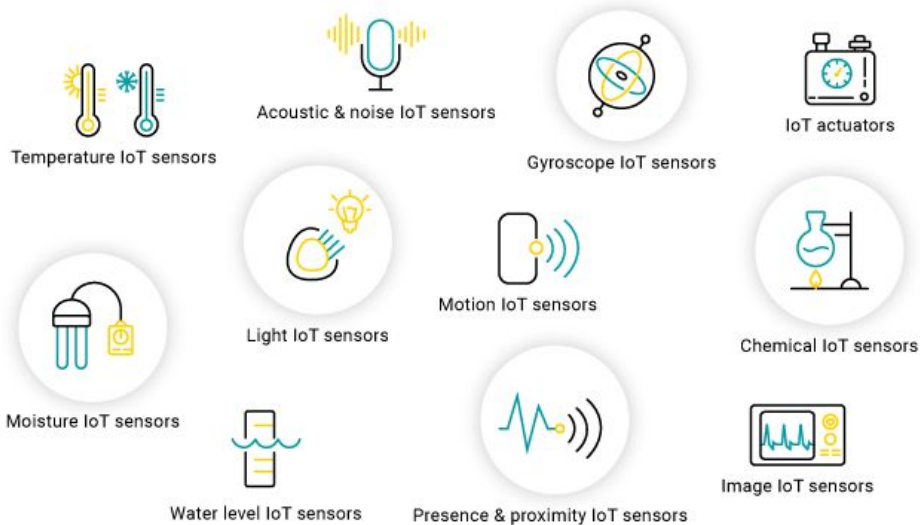 Acoustic & noise IoT sensors
IoT actuators
Temperature IoT sensors
Gyroscope IoT sensors
Motion IoT sensors
Light IoT sensors
Chemical IoT sensors
Moisture IoT sensors
Image IoT sensors
Water level IoT sensors
Presence & proximity IoT sensors